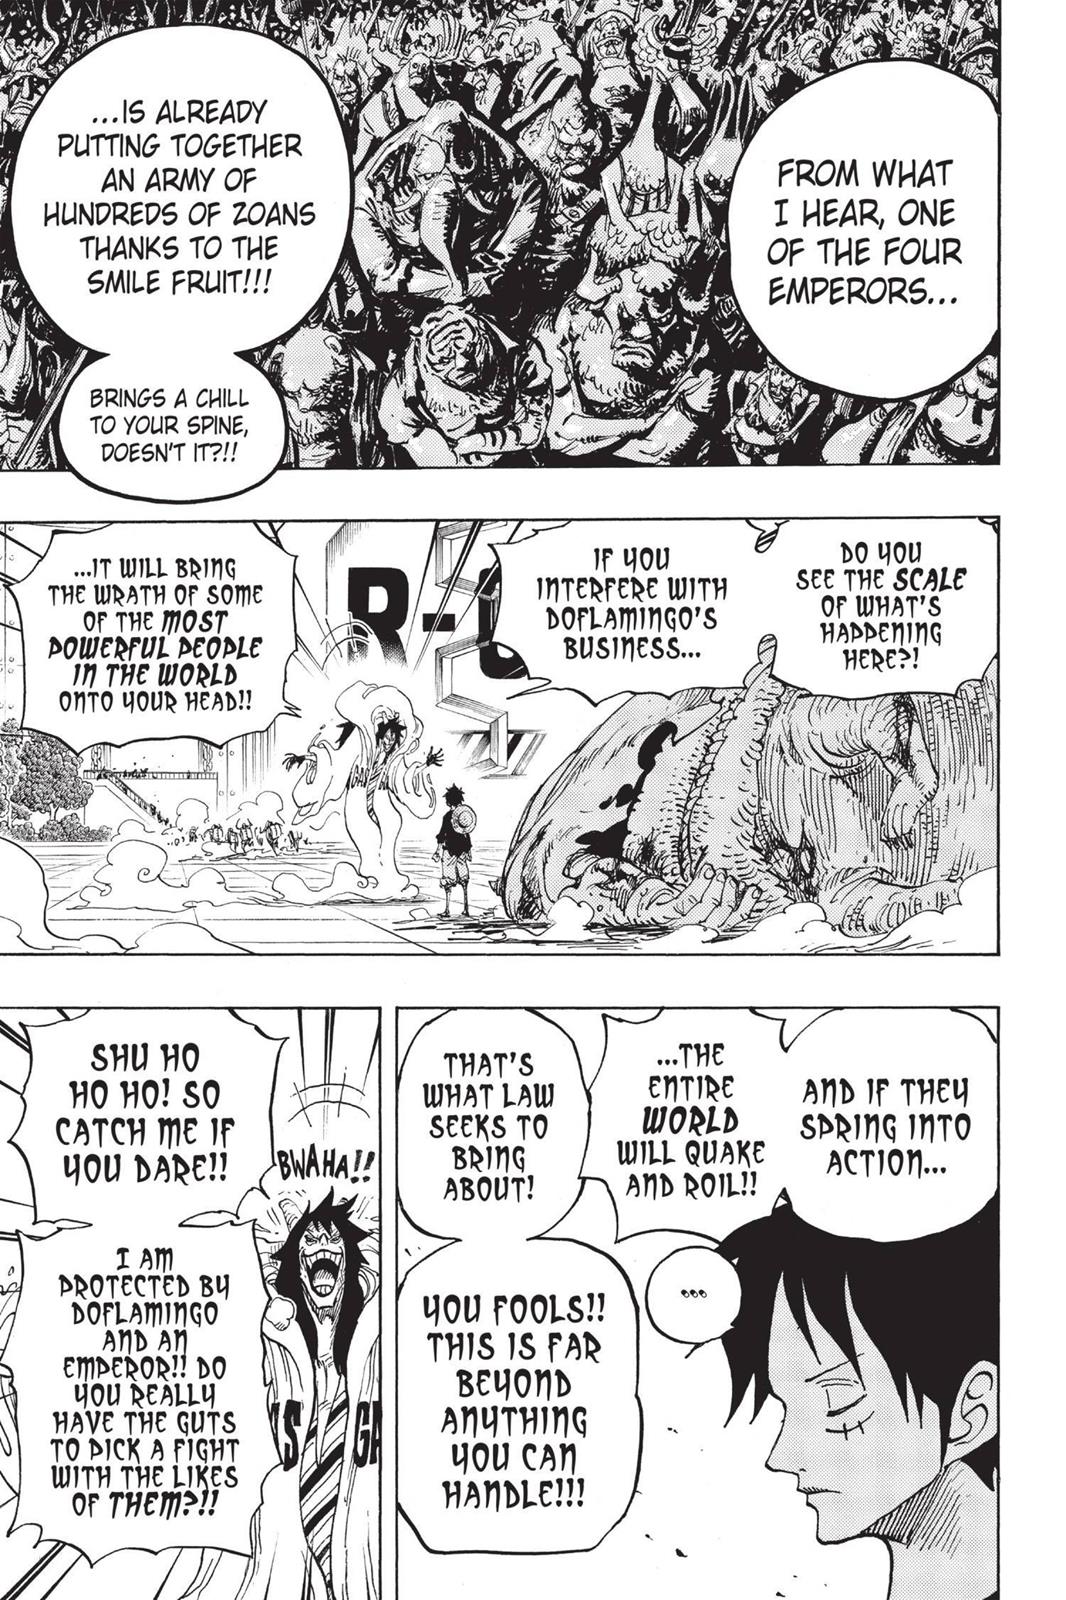 FROM WHAT
I HEAR, ONE
OF THE FOUR
EMPERORS...
...IS ALREADY
PUTTING TOGETHER
AN ARMY OF
HUNDREDS OF ZOANS
THANKS TO THE
SMILE FRUIT!!!
BRINGS A CHILL
TO YOUR SPINE,
DOESN'T IT?!!
DO YOU
SEE THE SCALE
OF WHAT'S
HAPPENING
HERE?!
IF YOU
INTERFERE WITH
DOFLAMINGO'S
BUSINESS...
...IT WILL BRING
THE WRATH OF SOME
OF THE MOST
POWERFUL PEOPLE
IN THE WORLD
ONTO YOUR HEAD!!
R-
AND IF THEY
SPRING INTO
ACTION...
...THE
ENTIRE
WORLD
WILL QUAKE
AND ROIL!!
...
THAT'S
WHAT LAW
SEEKS TO
BRING
ABOUT!
YOU FOOLS!!
THIS IS FAR
BEYOND
ANYTHING
YOU CAN
HANDLE!!!
BWAHA!!
SHU HO
HO HO! SO
CATCH ME IF
YOU DARE!!
I AM
PROTECTED BY
DOFLAMINGO
AND AN
EMPEROR!! DO
YOU REALLY
HAVE THE GUTS
TO PICK A FIGHT
WITH THE LIKES
OF THEM?!!
S GA